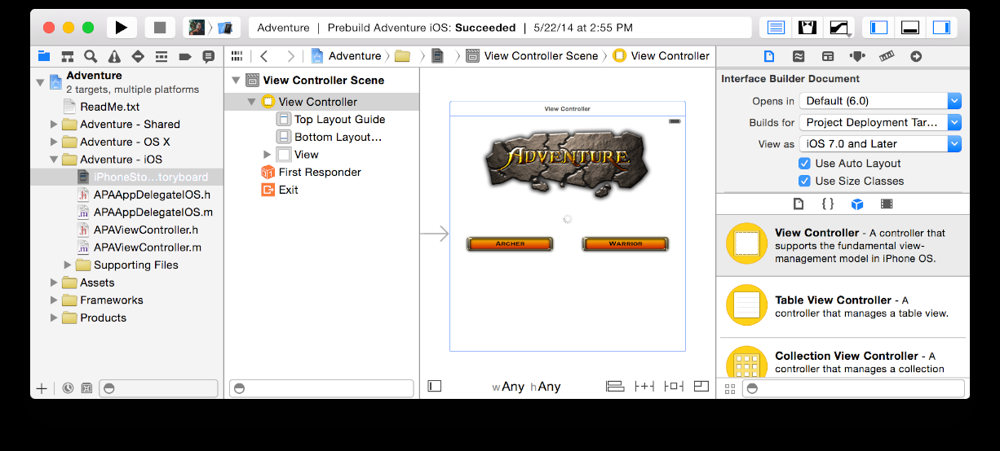 Adventure | Prebuild Adventure iOS: Succeeded | 5/22/14 at 2:55 PM
Adventure
2 targets, multiple platforms
ReadMe.txt
Adventure - Shared
Adventure - OS X
Adventure - iOS
iPhoneSto...toryboard
APAAppDelegateIOS.h
APAAppDelegateIOS.m
APAViewController.h
APAViewController.m
Supporting Files
Assets
Frameworks
Products
Adventure
View Controller Scene
View Controller
View Controller Scene
View Controller
Top Layout Guide
Bottom Layout...
View
First Responder
Exit
View Controller
ADVENTURE
ARCHER
WARRIOR
wAny hAny
Interface Builder Document
Opens in Default (6.0)
Builds for Project Deployment Tar...
View as iOS 7.0 and Later
Use Auto Layout
Use Size Classes
{ }
View Controller - A controller that
supports the fundamental view-
management model in iPhone OS.
Table View Controller - A
controller that manages a table view.
Collection View Controller - A
controller that manages a collection